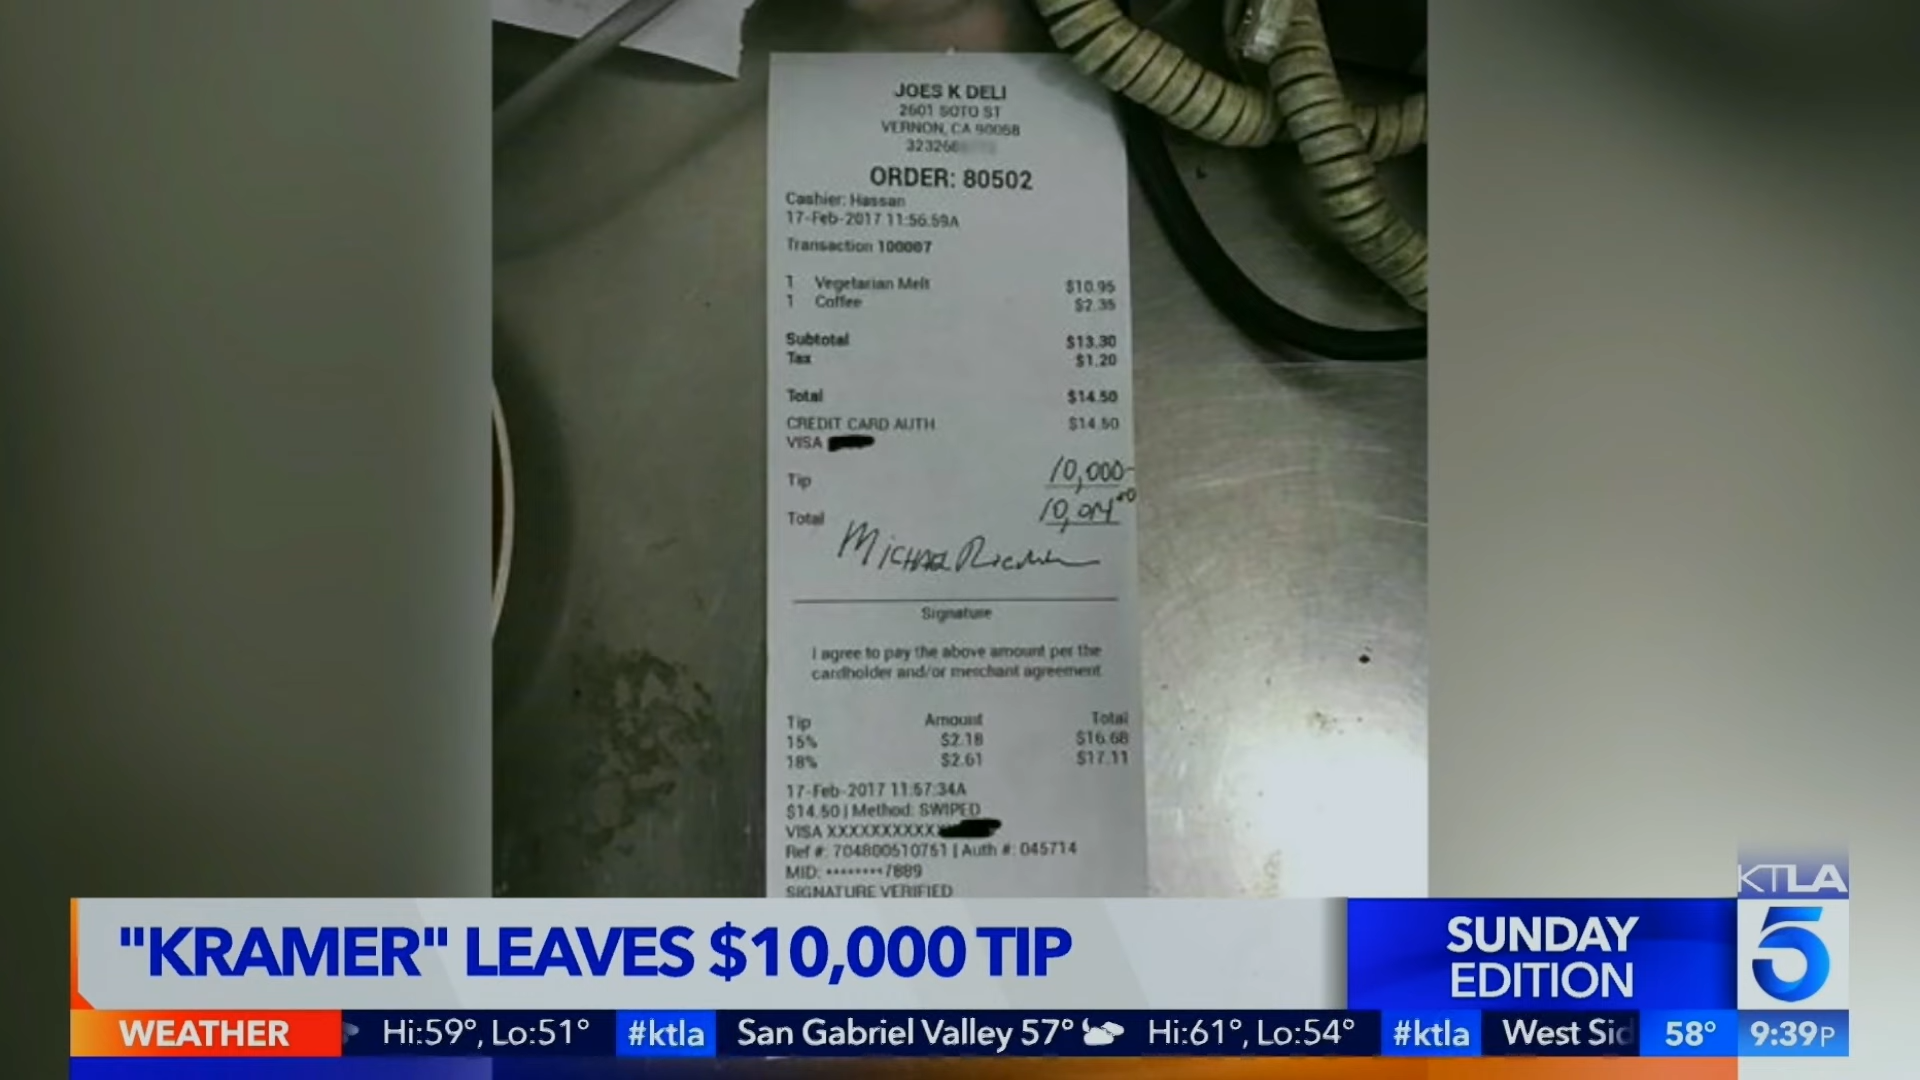 JOES K DELI
2601 SOTO ST
VERNON, CA 90058
323266
ORDER: 80502
Cashier: Hassan
17-Feb-2017 11:56:59A
Transaction 100007
1 Vegetarian Melt $10.95
1 Coffee $2.35
Subtotal $13.30
Tax $1.20
Total $14.50
CREDIT CARD AUTH $14.50
VISA
Tip 10,000-
Total 10,014
MICHAEL
Signature
I agree to pay the above amount per the
cardholder and/or merchant agreement
Tip Amount Total
15% $2.18 $16.68
18% $2.61 $17.11
17-Feb-2017 11:57:34A
$14.50 | Method: SWIPED
VISA XXXXXXXXXXX
Ref #: 704800510751 | Auth #: 045714
MID: ********7889
SIGNATURE VERIFIED
"KRAMER" LEAVES $10,000 TIP
SUNDAY
EDITION
KTLA
5
WEATHER Hi:59°, Lo:51° #ktla San Gabriel Valley 57° Hi:61°, Lo:54° #ktla West Sid 58° 9:39P